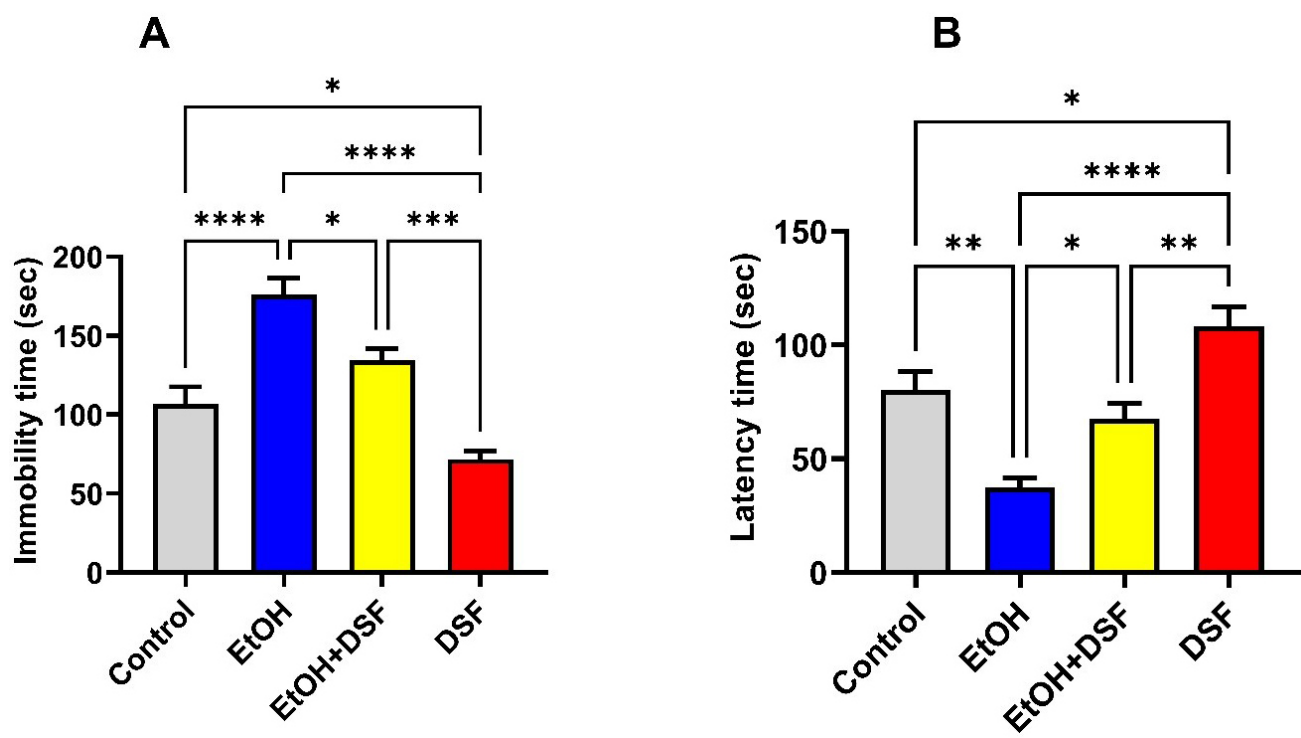 A
*
****
**** * ***
Immobility time (sec)
200
150
100
50
0
Control
EtOH
EtOH+DSF
DSF
B
*
****
** * **
Latency time (sec)
150
100
50
0
Control
EtOH
EtOH+DSF
DSF